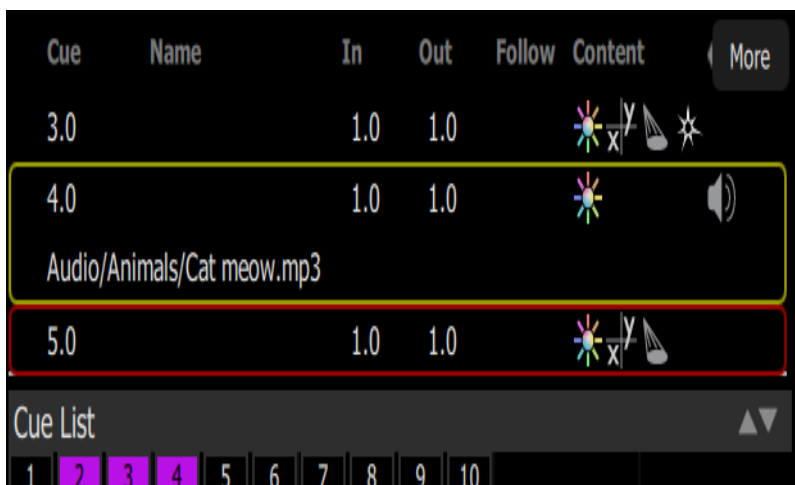 Cue Name In Out Follow Content More
3.0 1.0 1.0 x y
4.0 1.0 1.0
Audio/Animals/Cat meow.mp3
5.0 1.0 1.0 x y
Cue List
1 2 3 4 5 6 7 8 9 10